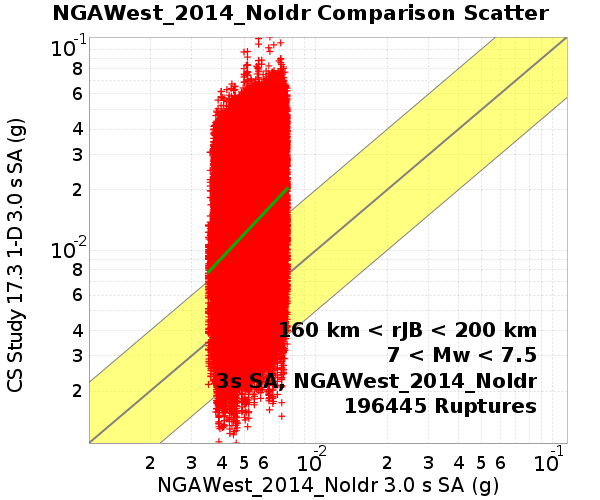 NGAWest_2014_NoIdr Comparison Scatter
10-1
8
6
4
3
2
10-2
8
6
4
3
2
CS Study 17.3 1-D 3.0 s SA (g)
160 km < rJB < 200 km
7 < Mw < 7.5
3s SA, NGAWest_2014_NoIdr
196445 Ruptures
2 3 4 5 6 10-2 2 3 4 5 6 10-1
NGAWest_2014_NoIdr 3.0 s SA (g)